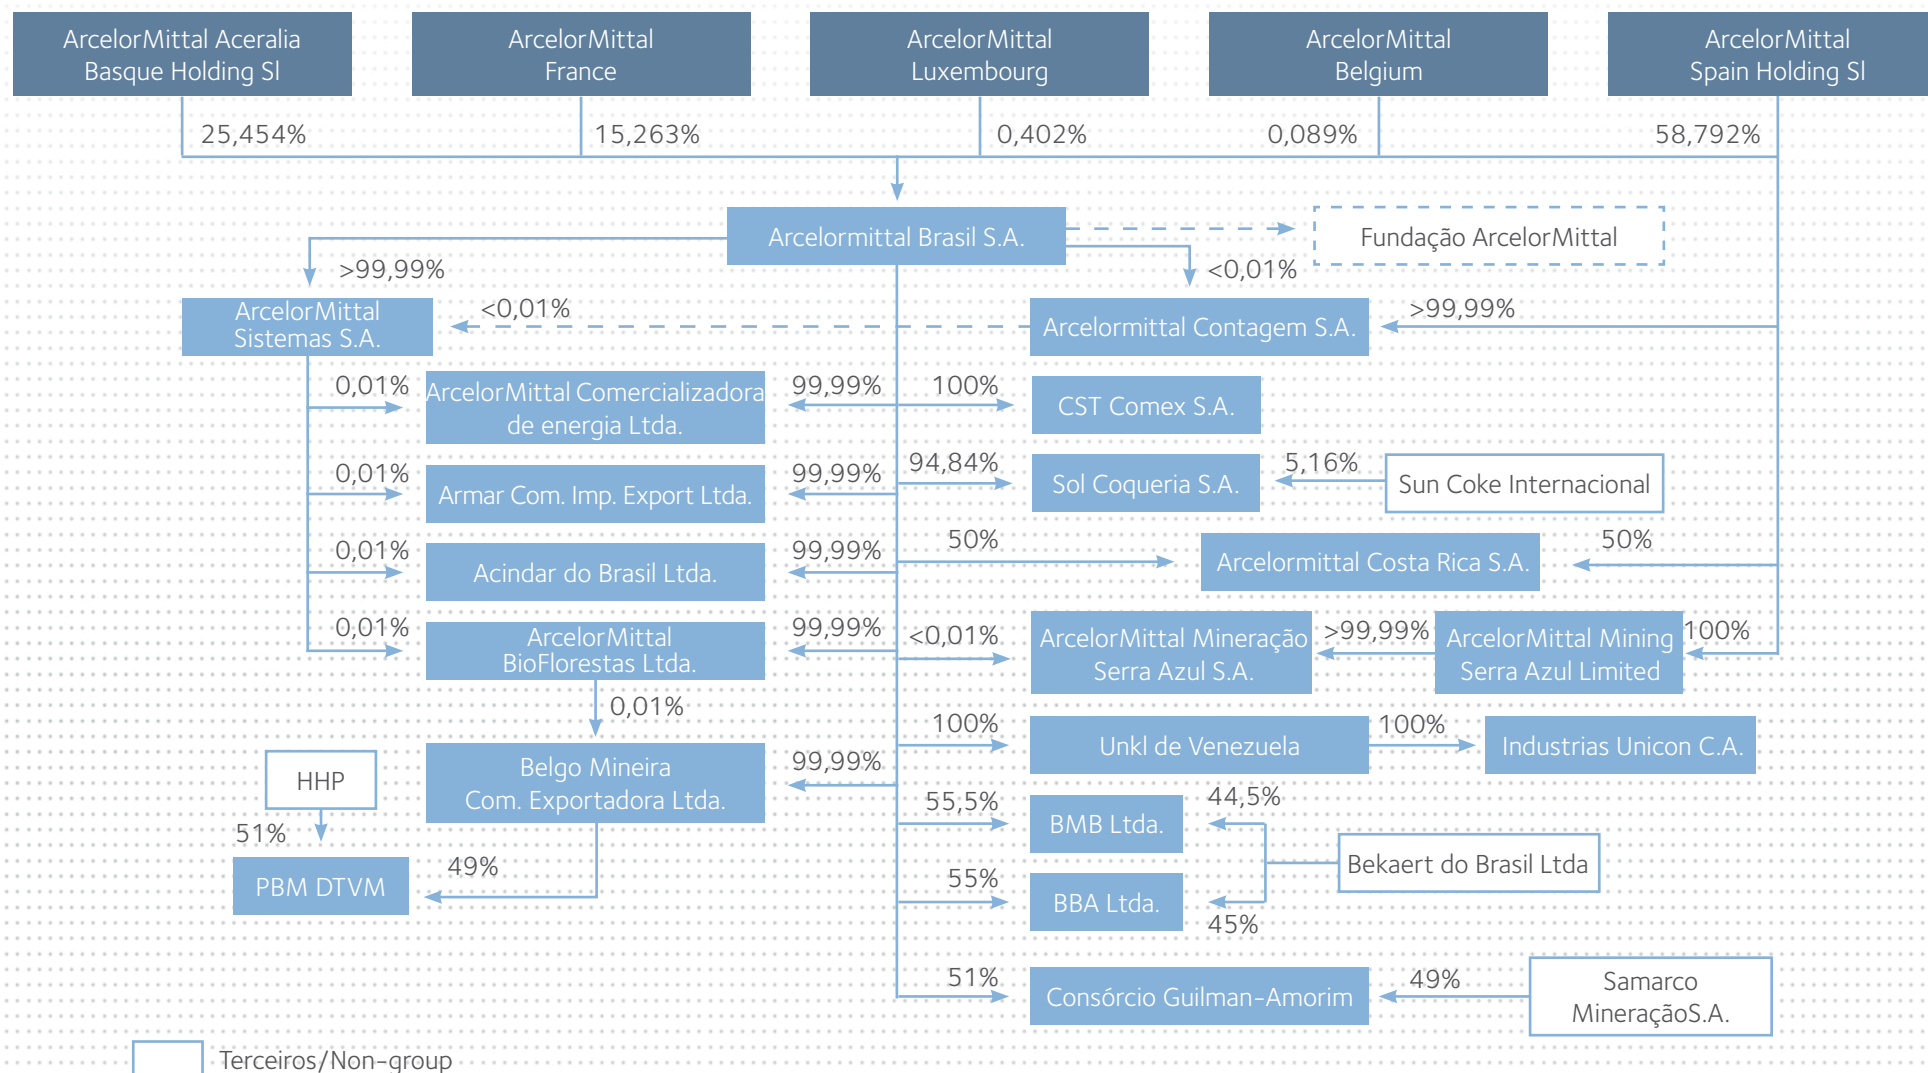 ArcelorMittal Aceralia
Basque Holding Sl
ArcelorMittal
France
ArcelorMittal
Luxembourg
ArcelorMittal
Belgium
ArcelorMittal
Spain Holding Sl
25,454%
15,263%
0,402%
0,089%
58,792%
Arcelormittal Brasil S.A.
Fundação ArcelorMittal
>99,99%
<0,01%
ArcelorMittal
Sistemas S.A.
<0,01%
Arcelormittal Contagem S.A.
>99,99%
0,01%
ArcelorMittal Comercializadora
de energia Ltda.
99,99%
100%
CST Comex S.A.
0,01%
Armar Com. Imp. Export Ltda.
99,99%
94,84%
Sol Coqueria S.A.
5,16%
Sun Coke Internacional
0,01%
Acindar do Brasil Ltda.
99,99%
50%
Arcelormittal Costa Rica S.A.
50%
0,01%
ArcelorMittal
BioFlorestas Ltda.
99,99%
<0,01%
ArcelorMittal Mineração
Serra Azul S.A.
>99,99%
ArcelorMittal Mining
Serra Azul Limited
100%
0,01%
100%
Unkl de Venezuela
100%
Industrias Unicon C.A.
HHP
Belgo Mineira
Com. Exportadora Ltda.
99,99%
55,5%
BMB Ltda.
44,5%
51%
49%
PBM DTVM
Bekaert do Brasil Ltda
55%
BBA Ltda.
45%
51%
Consórcio Guilman-Amorim
49%
Samarco
MineraçãoS.A.
Terceiros/Non-group